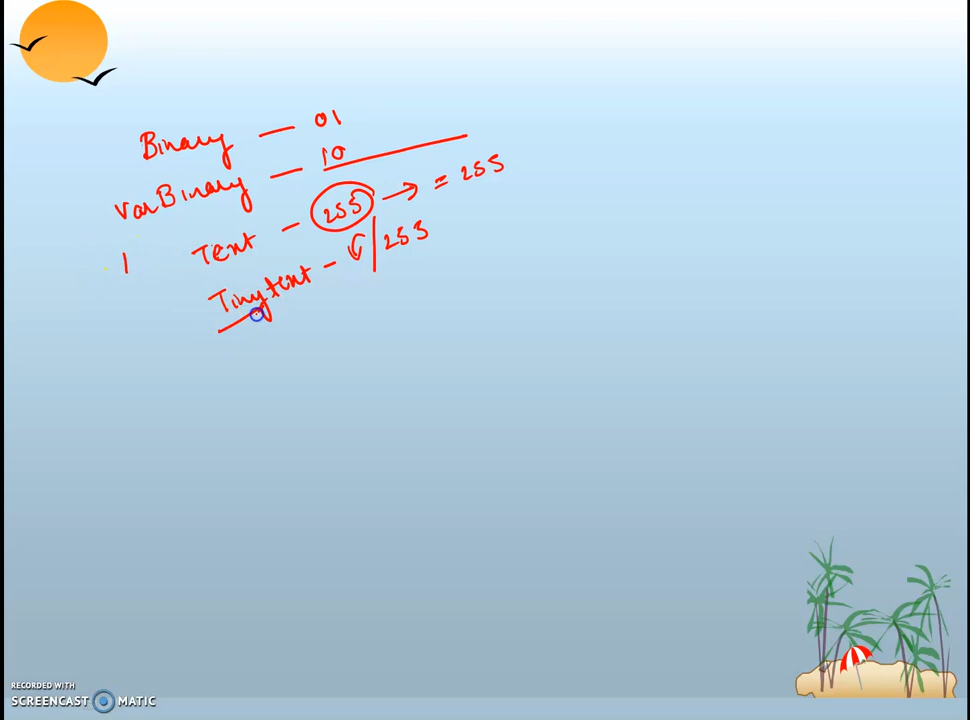 Binary — 01
VarBinary — 10
Text - 255 → = 255
1
Tinytext - 255
RECORDED WITH
SCREENCAST MATIC